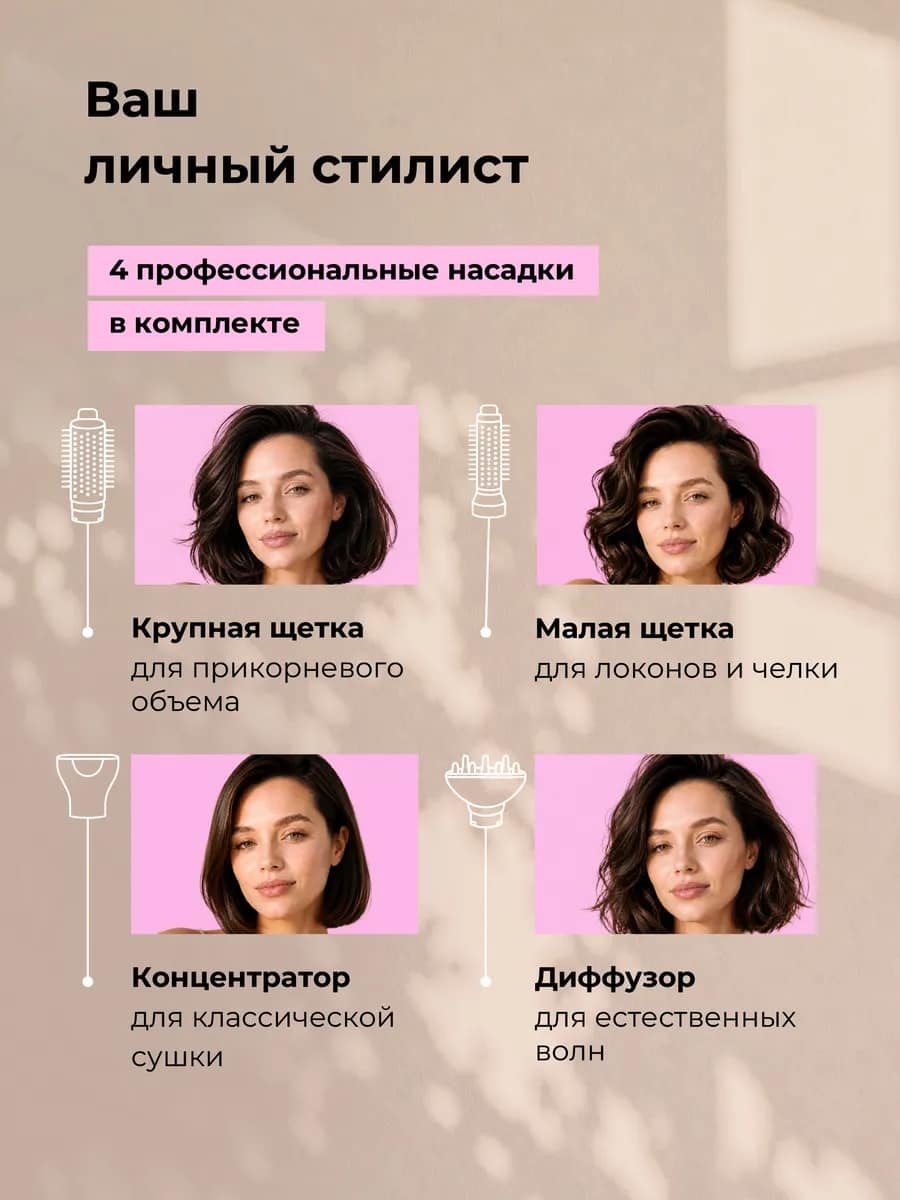 Ваш
личный стилист
4 профессиональные насадки
в комплекте
Крупная щетка
для прикорневого
объема
Малая щетка
для локонов и челки
Концентратор
для классической
сушки
Диффузор
для естественных
волн